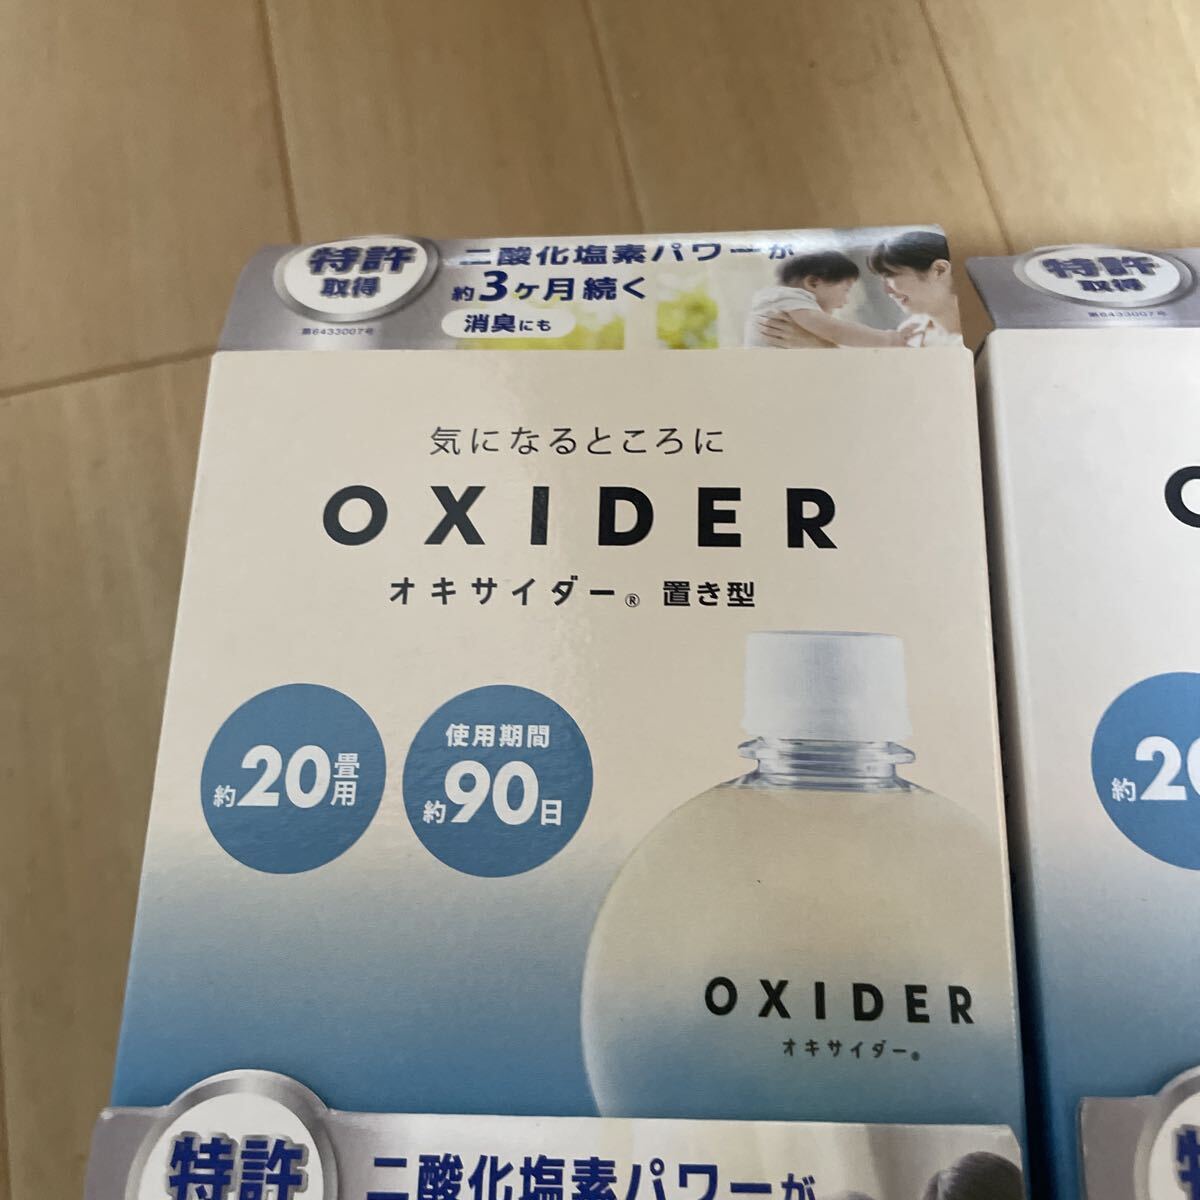 特許
取得
第6433007号
二酸化塩素パワーが
約3ヶ月続く
消臭にも
気になるところに
OXIDER
オキサイダー® 置き型
約20畳用
使用期間
約90日
OXIDER
オキサイダー®
特許
取得
第6433007号
O
約20
特許
二酸化塩素パワーが
特